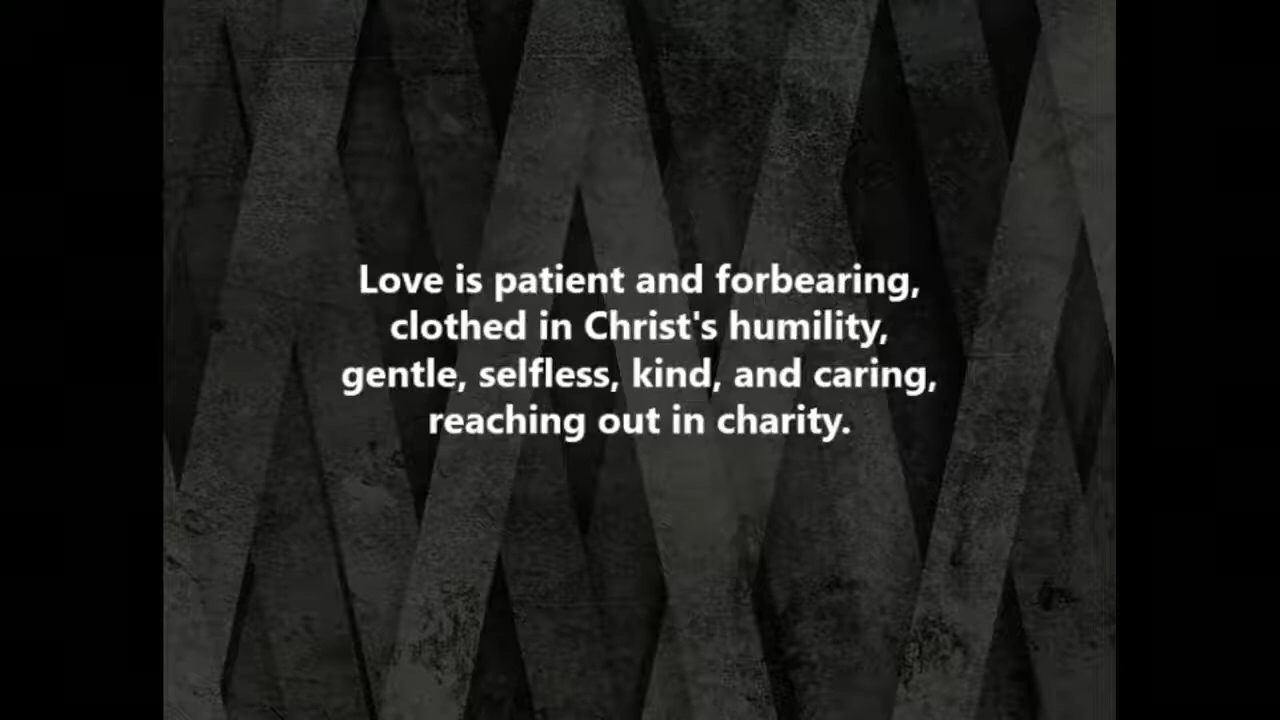 Love is patient and forbearing,
clothed in Christ's humility,
gentle, selfless, kind, and caring,
reaching out in charity.